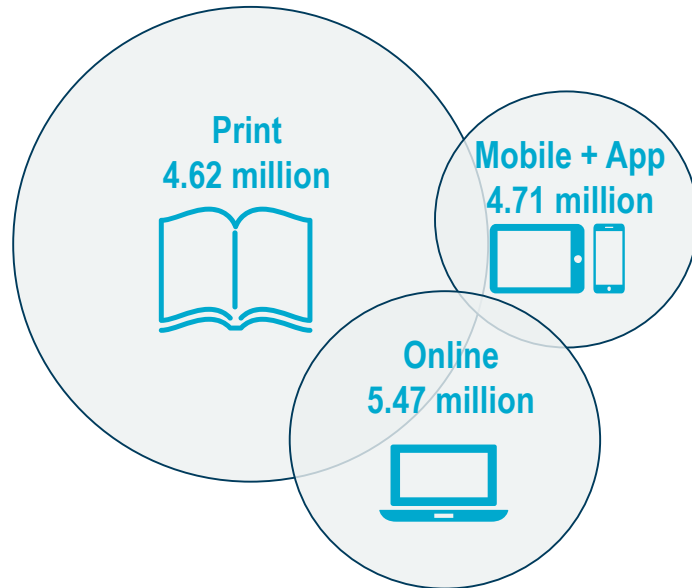 Print
4.62 million
Mobile + App
4.71 million
Online
5.47 million